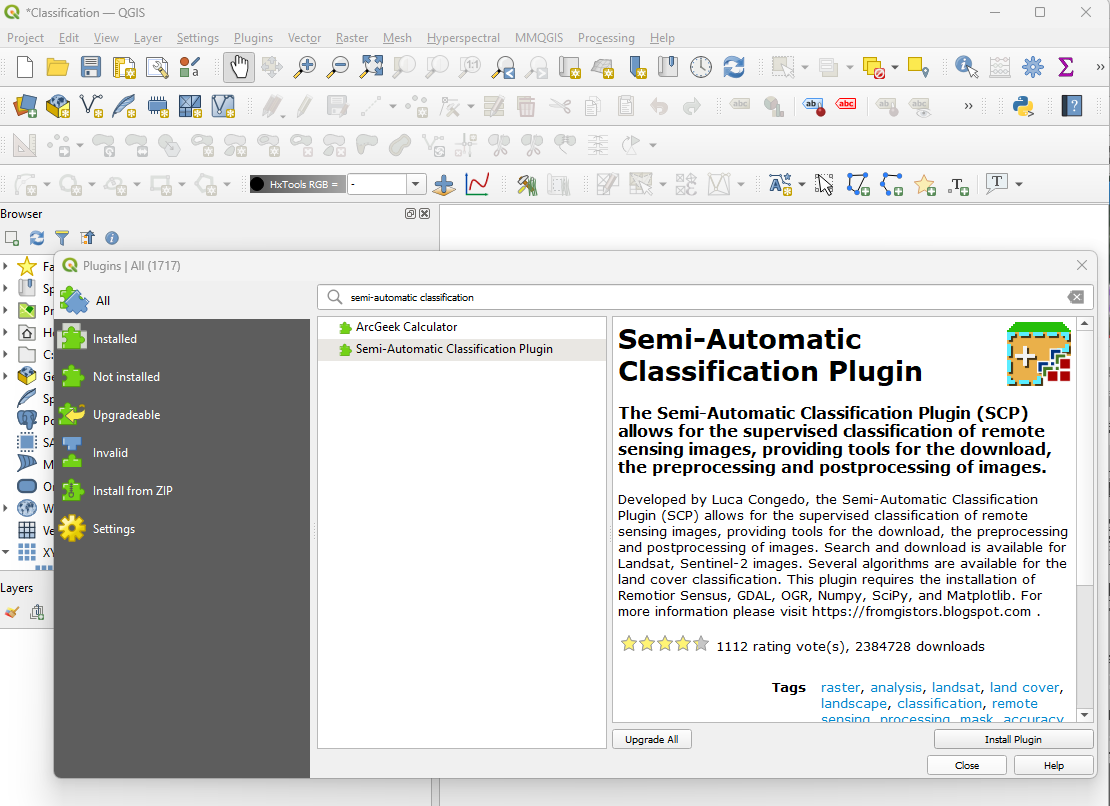 *Classification — QGIS
Project Edit View Layer Settings Plugins Vector Raster Mesh Hyperspectral MMQGIS Processing Help
HxTools RGB = -
Browser
Plugins | All (1717)
All
semi-automatic classification
Installed
Not installed
Upgradeable
Invalid
Install from ZIP
Settings
Layers
ArcGeek Calculator
Semi-Automatic Classification Plugin
Semi-Automatic
Classification Plugin
The Semi-Automatic Classification Plugin (SCP)
allows for the supervised classification of remote
sensing images, providing tools for the download,
the preprocessing and postprocessing of images.
Developed by Luca Congedo, the Semi-Automatic Classification
Plugin (SCP) allows for the supervised classification of remote
sensing images, providing tools for the download, the preprocessing
and postprocessing of images. Search and download is available for
Landsat, Sentinel-2 images. Several algorithms are available for the
land cover classification. This plugin requires the installation of
Remotior Sensus, GDAL, OGR, Numpy, SciPy, and Matplotlib. For
more information please visit https://fromgistors.blogspot.com .
1112 rating vote(s), 2384728 downloads
Tags raster, analysis, landsat, land cover,
landscape, classification, remote
sensing, processing, mask, accuracy
Upgrade All
Install Plugin
Close
Help